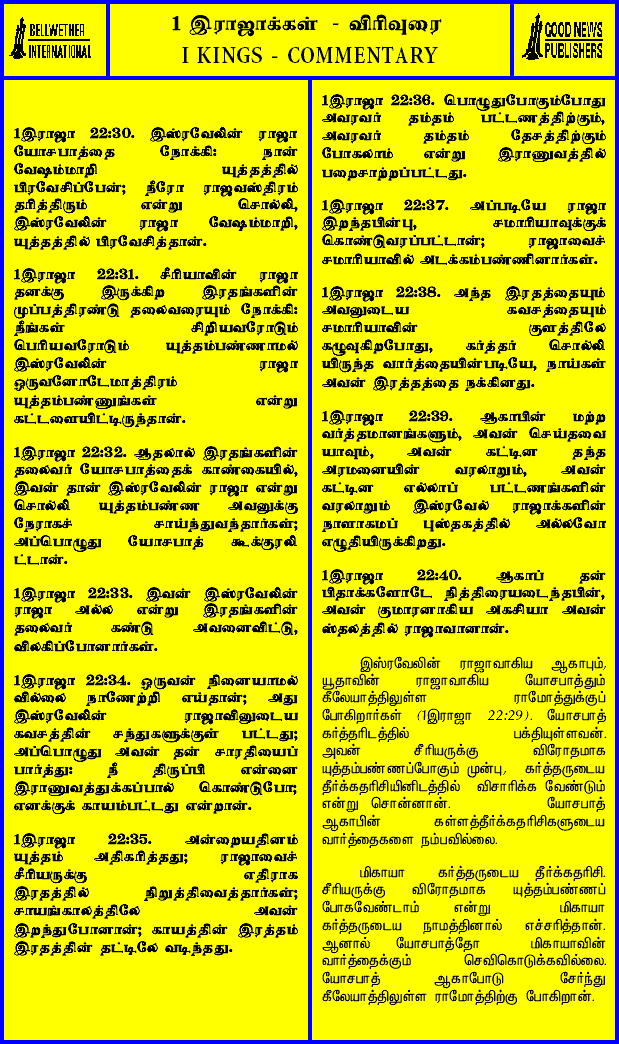 BELLWETHER
INTERNATIONAL
1 இராஜாக்கள் - விரிவுரை
I KINGS - COMMENTARY
GOOD NEWS
PUBLISHERS
1இராஜா 22:30. இஸ்ரவேலின் ராஜா
யோசபாத்தை நோக்கி: நான்
வேஷம்மாறி யுத்தத்தில்
பிரவேசிப்பேன்; நீரோ ராஜவஸ்திரம்
தரித்திரும் என்று சொல்லி,
இஸ்ரவேலின் ராஜா வேஷம்மாறி,
யுத்தத்தில் பிரவேசித்தான்.
1இராஜா 22:31. சீரியாவின் ராஜா
தனக்கு இருக்கிற இரதங்களின்
முப்பத்திரண்டு தலைவரையும் நோக்கி:
நீங்கள் சிறியவரோடும்
பெரியவரோடும் யுத்தம்பண்ணாமல்
இஸ்ரவேலின் ராஜா
ஒருவனோடேமாத்திரம்
யுத்தம்பண்ணுங்கள் என்று
கட்டளையிட்டிருந்தான்.
1இராஜா 22:32. ஆதலால் இரதங்களின்
தலைவர் யோசபாத்தைக் காண்கையில்,
இவன் தான் இஸ்ரவேலின் ராஜா என்று
சொல்லி யுத்தம்பண்ண அவனுக்கு
நேராகச் சாய்ந்துவந்தார்கள்;
அப்பொழுது யோசபாத் கூக்குரலி
ட்டான்.
1இராஜா 22:33. இவன் இஸ்ரவேலின்
ராஜா அல்ல என்று இரதங்களின்
தலைவர் கண்டு அவனைவிட்டு,
விலகிப்போனார்கள்.
1இராஜா 22:34. ஒருவன் நினையாமல்
வில்லை நாணேற்றி எய்தான்; அது
இஸ்ரவேலின் ராஜாவினுடைய
கவசத்தின் சந்துகளுக்குள் பட்டது;
அப்பொழுது அவன் தன் சாரதியைப்
பார்த்து: நீ திருப்பி என்னை
இராணுவத்துக்கப்பால் கொண்டுபோ;
எனக்குக் காயம்பட்டது என்றான்.
1இராஜா 22:35. அன்றையதினம்
யுத்தம் அதிகரித்தது; ராஜாவைச்
சீரியருக்கு எதிராக
இரதத்தில் நிறுத்திவைத்தார்கள்;
சாயங்காலத்திலே அவன்
இறந்துபோனான்; காயத்தின் இரத்தம்
இரதத்தின் தட்டிலே வடிந்தது.
1இராஜா 22:36. பொழுதுபோகும்போது
அவரவர் தம்தம் பட்டணத்திற்கும்,
அவரவர் தம்தம் தேசத்திற்கும்
போகலாம் என்று இராணுவத்தில்
பறைசாற்றப்பட்டது.
1இராஜா 22:37. அப்படியே ராஜா
இறந்தபின்பு, சமாரியாவுக்குக்
கொண்டுவரப்பட்டான்; ராஜாவைச்
சமாரியாவில் அடக்கம்பண்ணினார்கள்.
1இராஜா 22:38. அந்த இரதத்தையும்
அவனுடைய கவசத்தையும்
சமாரியாவின் குளத்திலே
கழுவுகிறபோது, கர்த்தர் சொல்லி
யிருந்த வார்த்தையின்படியே, நாய்கள்
அவன் இரத்தத்தை நக்கினது.
1இராஜா 22:39. ஆகாபின் மற்ற
வர்த்தமானங்களும், அவன் செய்தவை
யாவும், அவன் கட்டின தந்த
அரமனையின் வரலாறும், அவன்
கட்டின எல்லாப் பட்டணங்களின்
வரலாறும் இஸ்ரவேல் ராஜாக்களின்
நாளாகமப் புஸ்தகத்தில் அல்லவோ
எழுதியிருக்கிறது.
1இராஜா 22:40. ஆகாப் தன்
பிதாக்களோடே நித்திரையடைந்தபின்,
அவன் குமாரனாகிய அகசியா அவன்
ஸ்தலத்தில் ராஜாவானான்.
இஸ்ரவேலின் ராஜாவாகிய ஆகாபும்,
யூதாவின் ராஜாவாகிய யோசபாத்தும்
கீலேயாத்திலுள்ள ராமோத்துக்குப்
போகிறார்கள் (1இராஜா 22:29). யோசபாத்
கர்த்தரிடத்தில் பக்தியுள்ளவன்.
அவன் சீரியருக்கு விரோதமாக
யுத்தம்பண்ணப்போகும் முன்பு, கர்த்தருடைய
தீர்க்கதரிசியினிடத்தில் விசாரிக்க வேண்டும்
என்று சொன்னான். யோசபாத்
ஆகாபின் கள்ளத்தீர்க்கதரிசிகளுடைய
வார்த்தைகளை நம்பவில்லை.
மிகாயா கர்த்தருடைய தீர்க்கதரிசி.
சீரியருக்கு விரோதமாக யுத்தம்பண்ணப்
போகவேண்டாம் என்று மிகாயா
கர்த்தருடைய நாமத்தினால் எச்சரித்தான்.
ஆனால் யோசபாத்தோ மிகாயாவின்
வார்த்தைக்கும் செவிகொடுக்கவில்லை.
யோசபாத் ஆகாபோடு சேர்ந்து
கீலேயாத்திலுள்ள ராமோத்திற்கு போகிறான்.